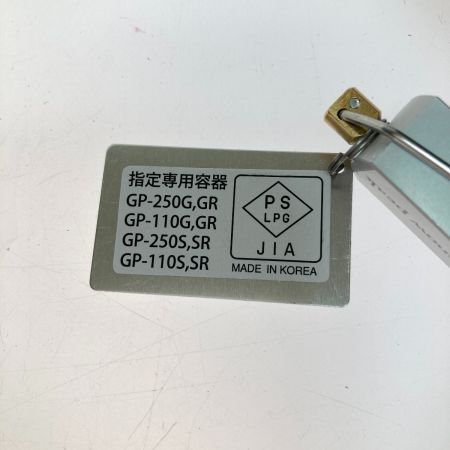 指定専用容器
GP-250G,GR
GP-110G,GR
GP-250S,SR
GP-110S,SR
PS
LPG
JIA
MADE IN KOREA